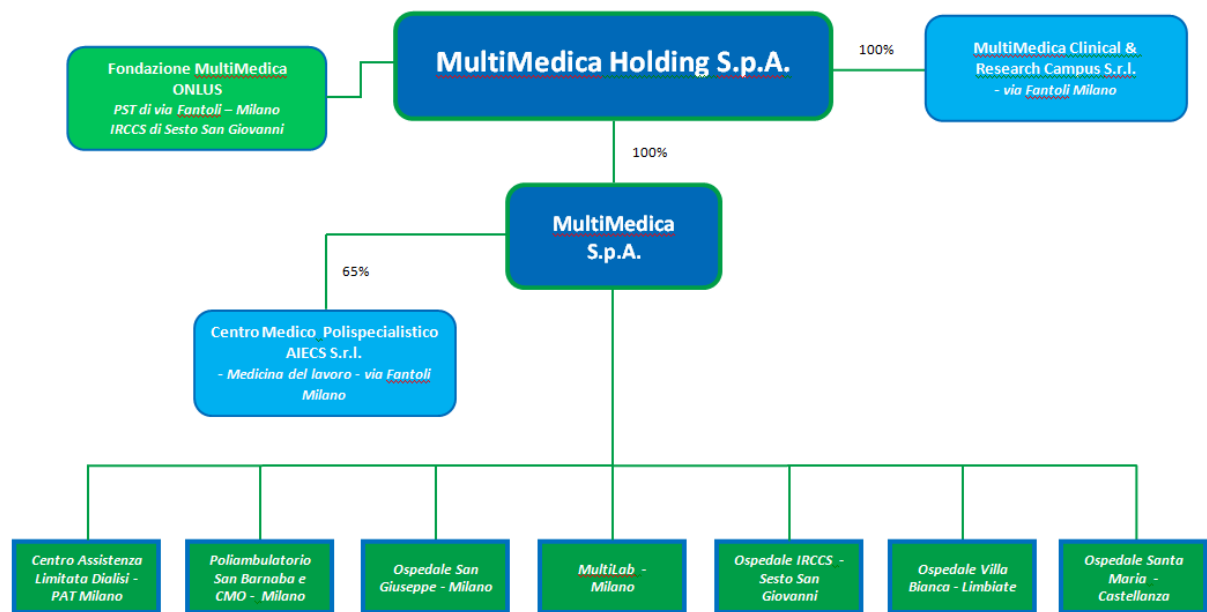 Fondazione MultiMedica
ONLUS
PST di via Fantoli – Milano
IRCCS di Sesto San Giovanni
MultiMedica Holding S.p.A.
100%
MultiMedica Clinical &
Research Campus S.r.l.
- via Fantoli Milano
100%
MultiMedica
S.p.A.
65%
Centro Medico Polispecialistico
AIECS S.r.l.
- Medicina del lavoro - via Fantoli
Milano
Centro Assistenza
Limitata Dialisi -
PAT Milano
Poliambulatorio
San Barnaba e
CMO - Milano
Ospedale San
Giuseppe - Milano
MultiLab -
Milano
Ospedale IRCCS -
Sesto San
Giovanni
Ospedale Villa
Bianca - Limbiate
Ospedale Santa
Maria -
Castellanza